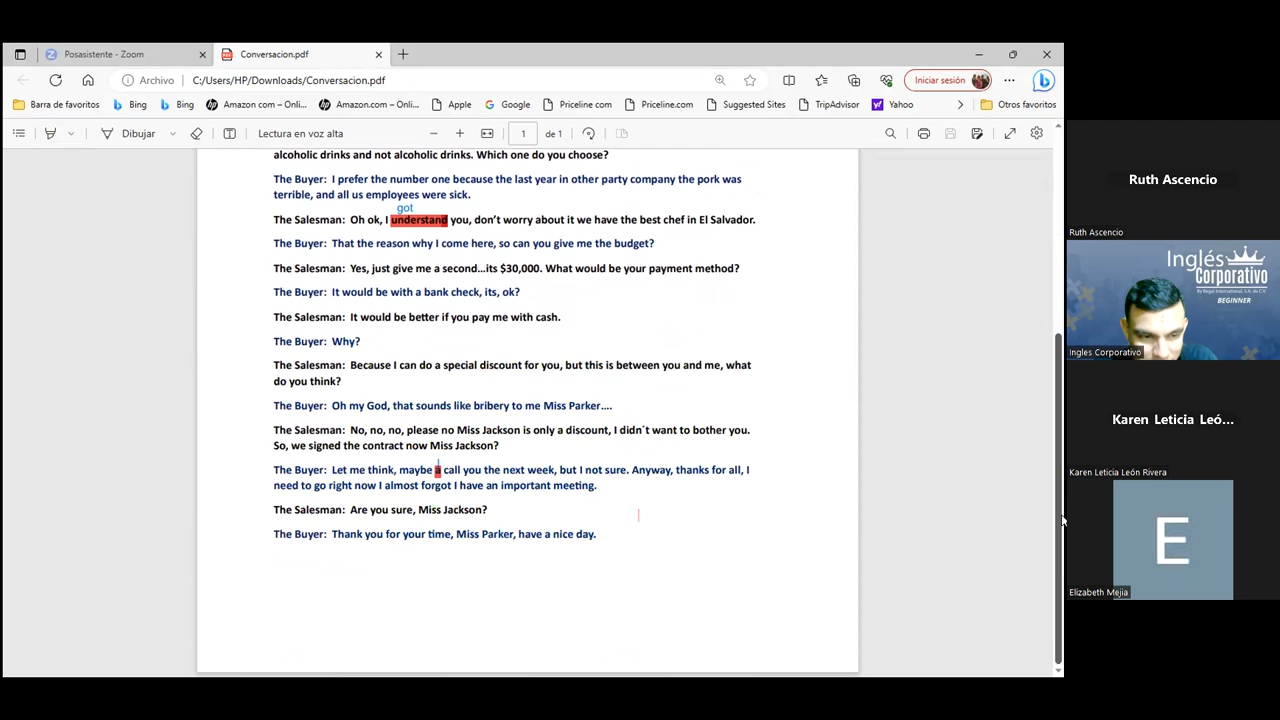 Posasistente - Zoom
Conversacion.pdf
Archivo
C:/Users/HP/Downloads/Conversacion.pdf
Iniciar sesión
Barra de favoritos
Bing
Bing
Amazon com – Onli...
Amazon.com – Onli...
Apple
Google
Priceline.com
Priceline.com
Suggested Sites
TripAdvisor
Yahoo
Otros favoritos
Dibujar
Lectura en voz alta
1
de 1
alcoholic drinks and not alcoholic drinks. Which one do you choose?
The Buyer: I prefer the number one because the last year in other party company the pork was
terrible, and all us employees were sick.
got
The Salesman: Oh ok, I understand you, don't worry about it we have the best chef in El Salvador.
The Buyer: That the reason why I come here, so can you give me the budget?
The Salesman: Yes, just give me a second…its $30,000. What would be your payment method?
The Buyer: It would be with a bank check, its, ok?
The Salesman: It would be better if you pay me with cash.
The Buyer: Why?
The Salesman: Because I can do a special discount for you, but this is between you and me, what
do you think?
The Buyer: Oh my God, that sounds like bribery to me Miss Parker….
The Salesman: No, no, no, please no Miss Jackson is only a discount, I didn´t want to bother you.
So, we signed the contract now Miss Jackson?
The Buyer: Let me think, maybe a call you the next week, but I not sure. Anyway, thanks for all, I
need to go right now I almost forgot I have an important meeting.
The Salesman: Are you sure, Miss Jackson?
The Buyer: Thank you for your time, Miss Parker, have a nice day.
Ruth Ascencio
Ruth Ascencio
Inglés
Corporativo
By Regal International, S.A. de C.V.
BEGINNER
Ingles Corporativo
Karen Leticia Leó...
Karen Leticia León Rivera
E
Elizabeth Mejia